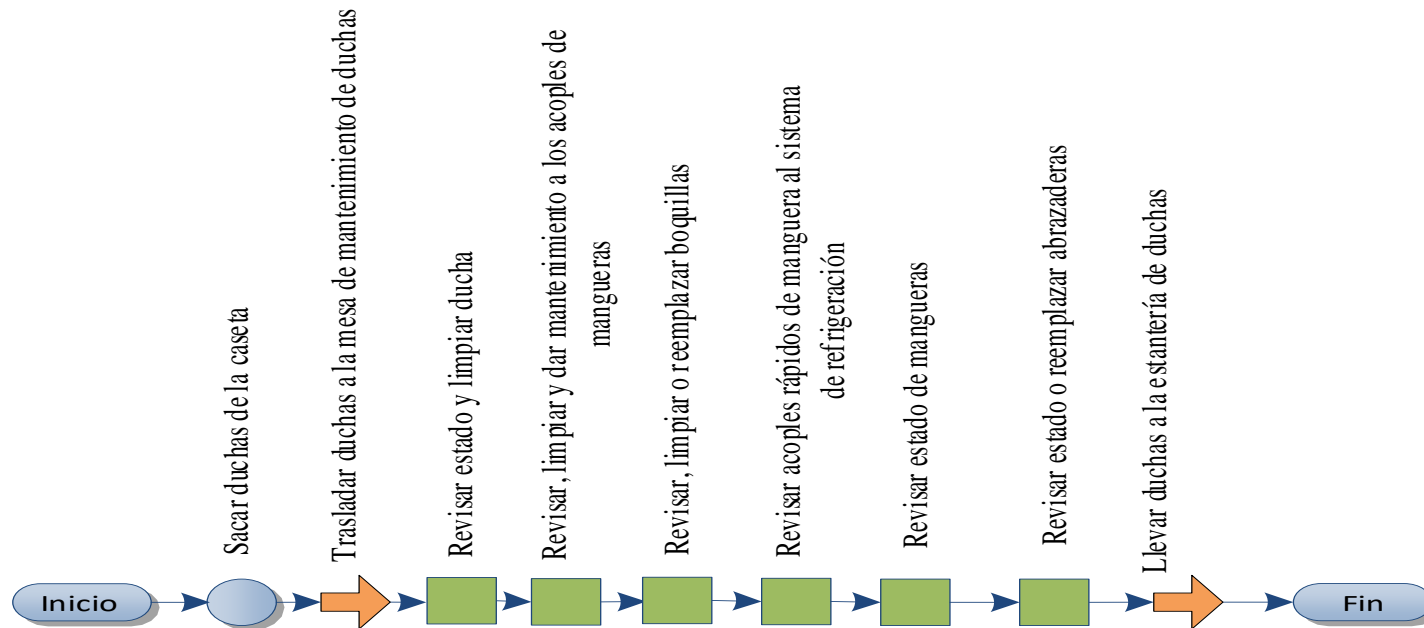 Inicio
Sacar duchas de la caseta
Trasladar duchas a la mesa de mantenimiento de duchas
Revisar estado y limpiar ducha
Revisar, limpiar y dar mantenimiento a los acoples de
mangueras
Revisar, limpiar o reemplazar boquillas
Revisar acoples rápidos de manguera al sistema
de refrigeración
Revisar estado de mangueras
Revisar estado o reemplazar abrazaderas
Llevar duchas a la estantería de duchas
Fin